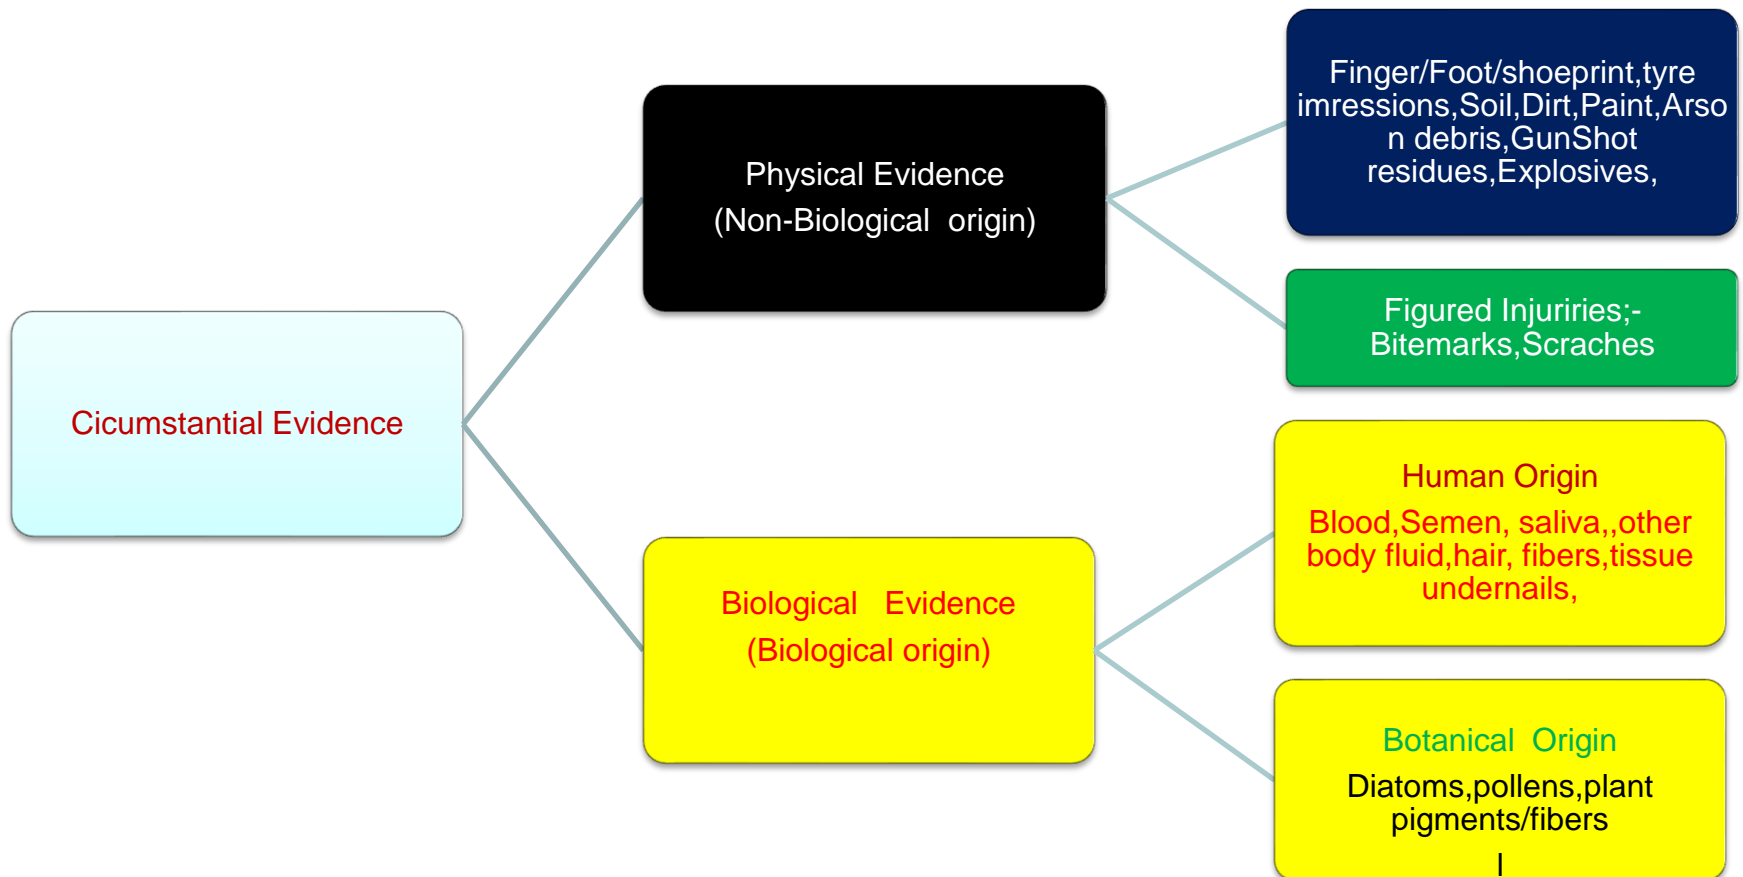 Finger/Foot/shoeprint,tyre
imressions,Soil,Dirt,Paint,Arso
n debris,GunShot
residues,Explosives,
Physical Evidence
(Non-Biological origin)
Figured Injuriries;-
Bitemarks,Scraches
Cicumstantial Evidence
Human Origin
Blood,Semen, saliva,,other
body fluid,hair, fibers,tissue
undernails,
Biological Evidence
(Biological origin)
Botanical Origin
Diatoms,pollens,plant
pigments/fibers
l